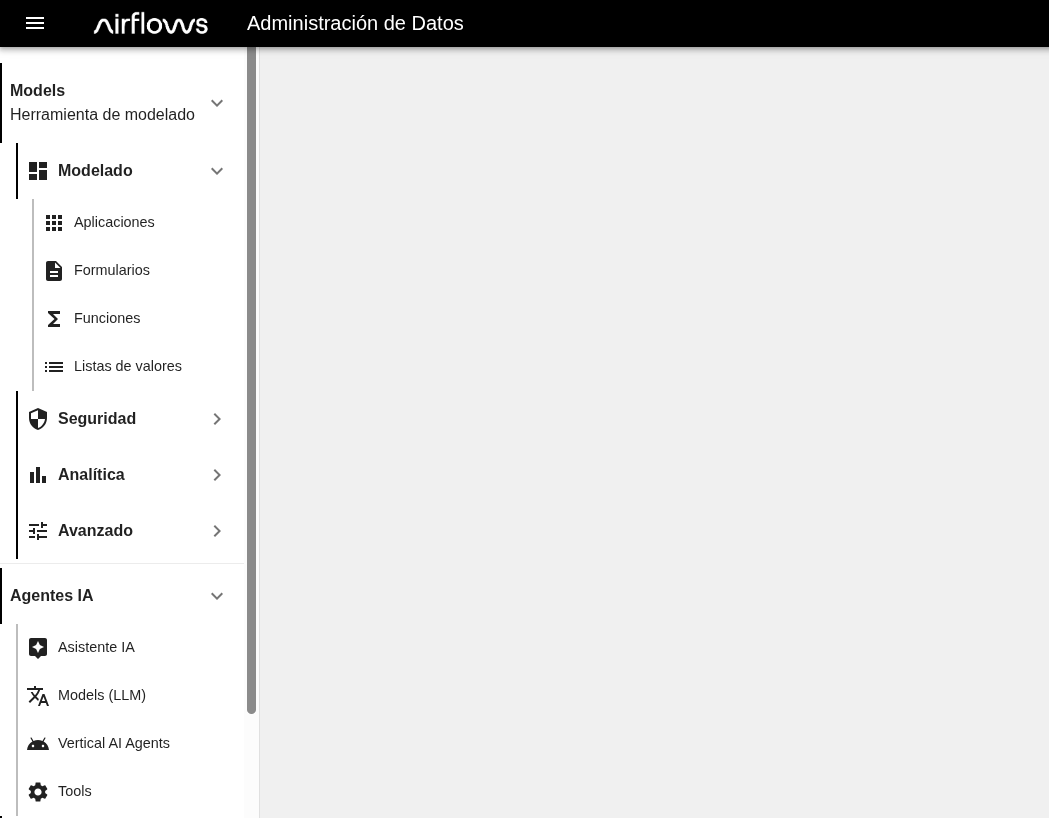 airflows
Administración de Datos
Models
Herramienta de modelado
Modelado
Aplicaciones
Formularios
Funciones
Listas de valores
Seguridad
Analítica
Avanzado
Agentes IA
Asistente IA
Models (LLM)
Vertical AI Agents
Tools